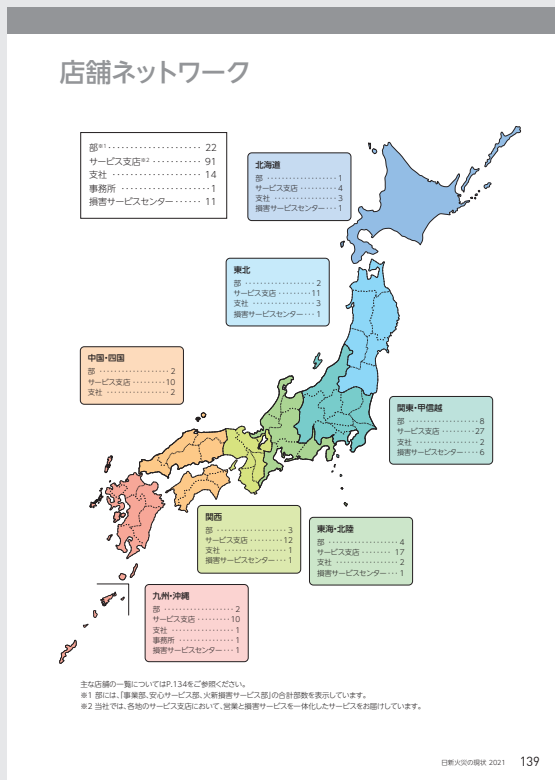 店舗ネットワーク
部※1 ····················· 22
サービス支店※2 ··········· 91
支社 ···················· 14
事務所 ··················· 1
損害サービスセンター ······ 11
北海道
部 ················· 1
サービス支店 ········· 4
支社 ················ 3
損害サービスセンター ··· 1
東北
部 ················· 2
サービス支店 ········ 11
支社 ················ 3
損害サービスセンター ··· 1
中国・四国
部 ················· 2
サービス支店 ········· 10
支社 ················ 2
関東・甲信越
部 ················· 8
サービス支店 ········ 27
支社 ················ 2
損害サービスセンター ··· 6
関西
部 ················· 3
サービス支店 ········ 12
支社 ················ 1
損害サービスセンター ··· 1
東海・北陸
部 ················· 4
サービス支店 ······· 17
支社 ················ 2
損害サービスセンター ··· 1
九州・沖縄
部 ················· 2
サービス支店 ········ 10
支社 ················ 1
事務所 ·············· 1
損害サービスセンター ··· 1
主な店舗の一覧についてはP.134をご参照ください。
※1 部には、「事業部、安心サービス部、火新損害サービス部」の合計部数を表示しています。
※2 当社では、各地のサービス支店において、営業と損害サービスを一体化したサービスをお届けしています。
日新火災の現状 2021 139